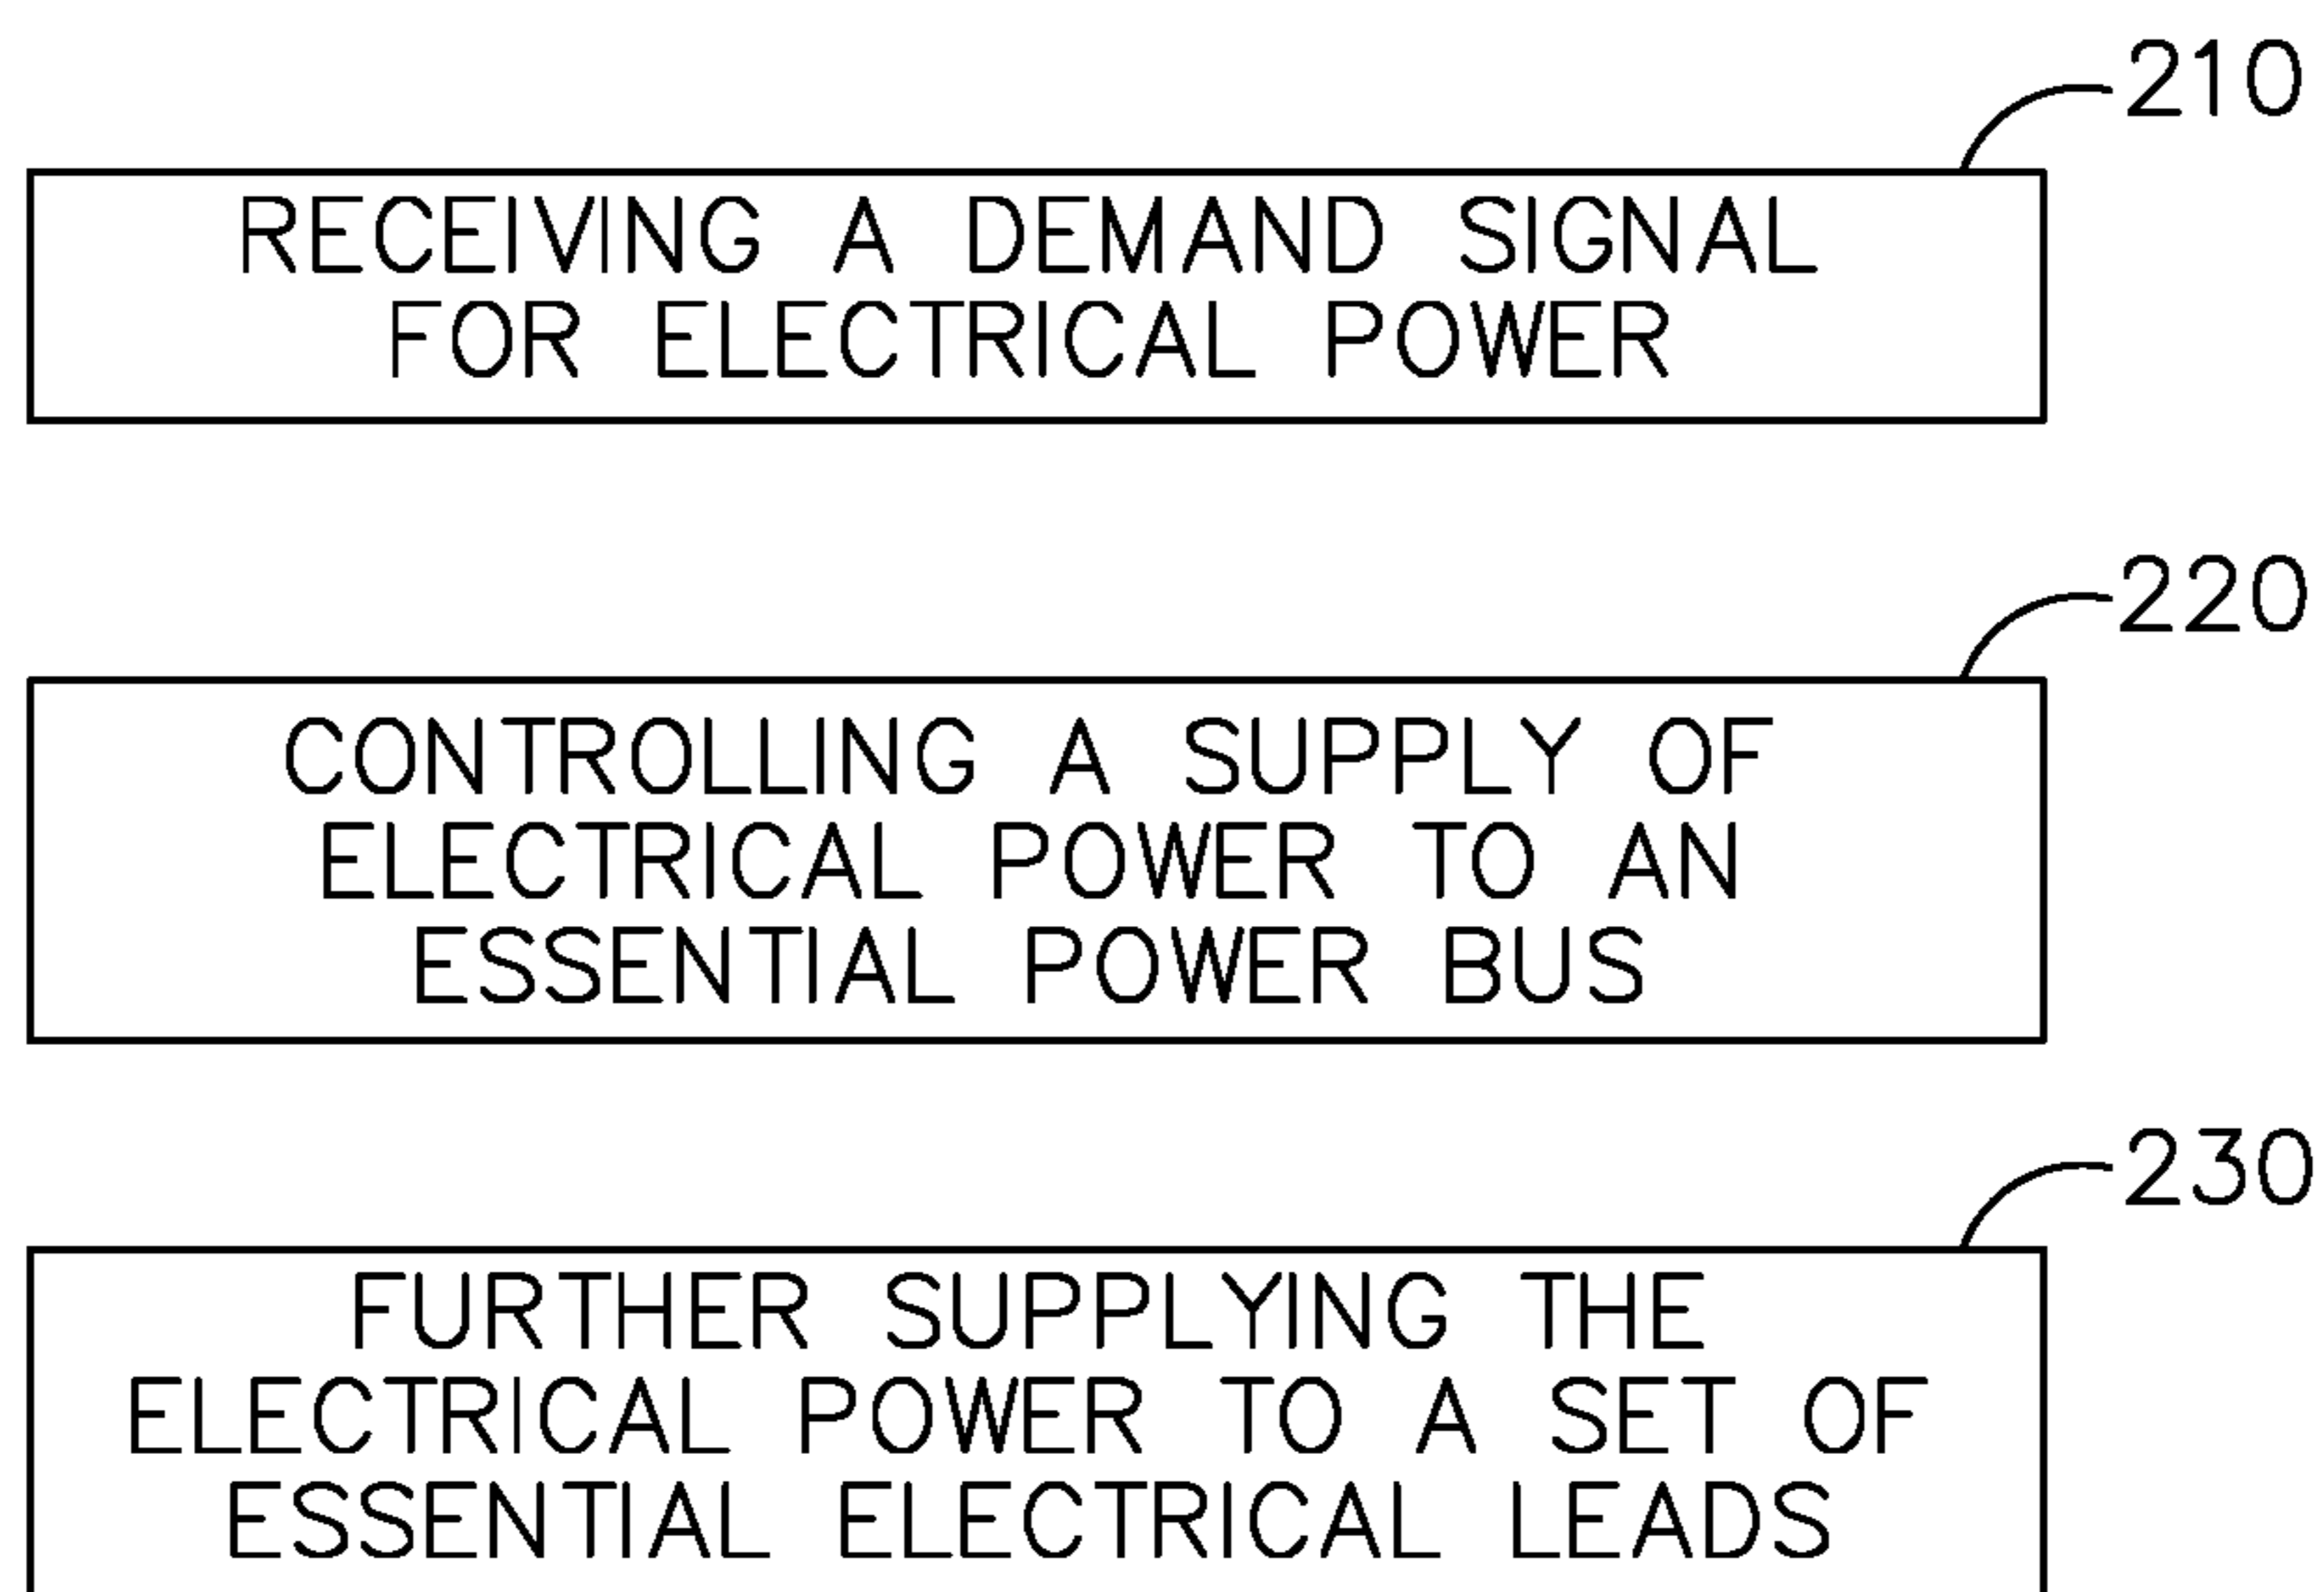 210
RECEIVING A DEMAND SIGNAL
FOR ELECTRICAL POWER
220
CONTROLLING A SUPPLY OF
ELECTRICAL POWER TO AN
ESSENTIAL POWER BUS
230
FURTHER SUPPLYING THE
ELECTRICAL POWER TO A SET OF
ESSENTIAL ELECTRICAL LEADS